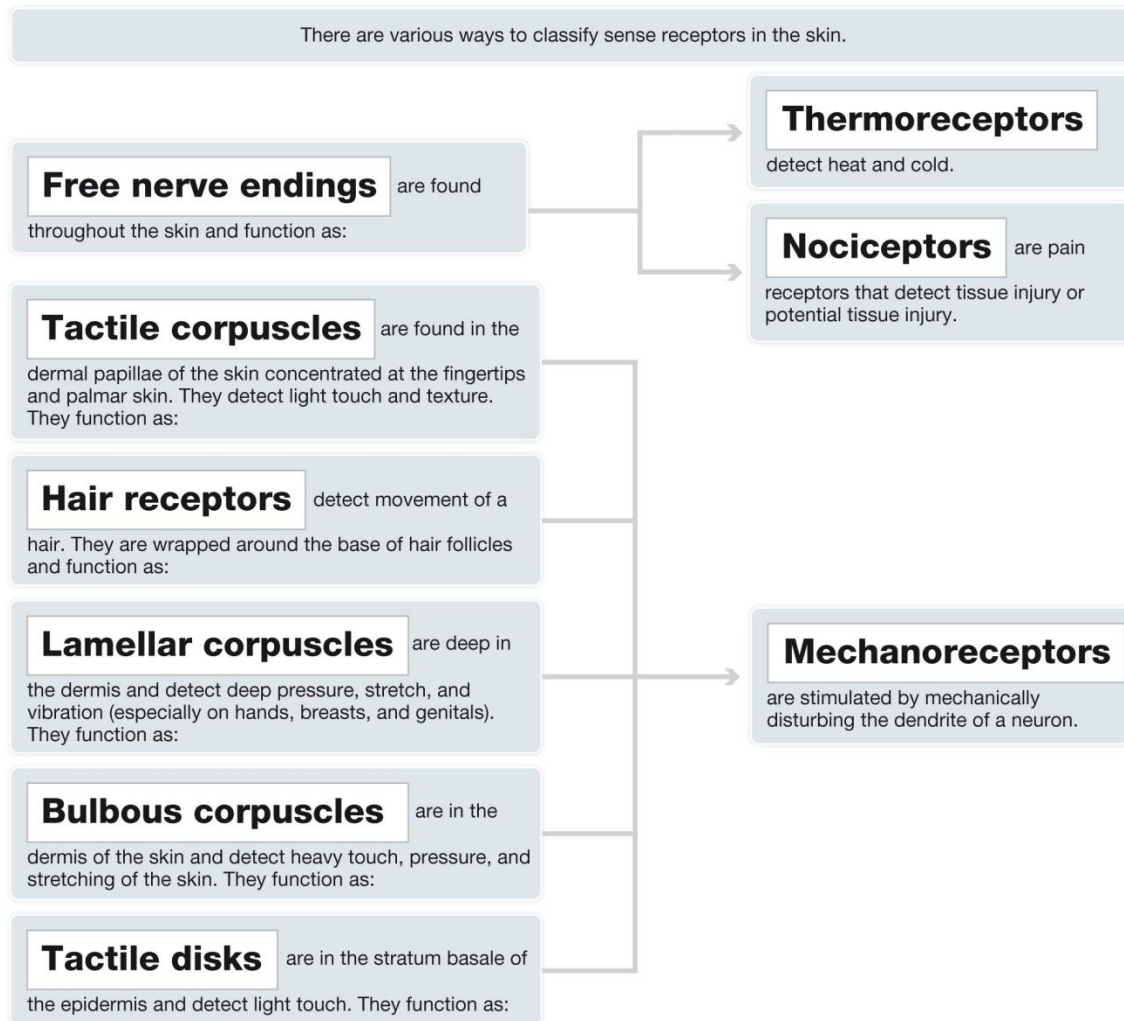 There are various ways to classify sense receptors in the skin.
Free nerve endings are found
throughout the skin and function as:
Thermoreceptors
detect heat and cold.
Nociceptors are pain
receptors that detect tissue injury or
potential tissue injury.
Tactile corpuscles are found in the
dermal papillae of the skin concentrated at the fingertips
and palmar skin. They detect light touch and texture.
They function as:
Hair receptors detect movement of a
hair. They are wrapped around the base of hair follicles
and function as:
Lamellar corpuscles are deep in
the dermis and detect deep pressure, stretch, and
vibration (especially on hands, breasts, and genitals).
They function as:
Bulbous corpuscles are in the
dermis of the skin and detect heavy touch, pressure, and
stretching of the skin. They function as:
Tactile disks are in the stratum basale of
the epidermis and detect light touch. They function as:
Mechanoreceptors
are stimulated by mechanically
disturbing the dendrite of a neuron.